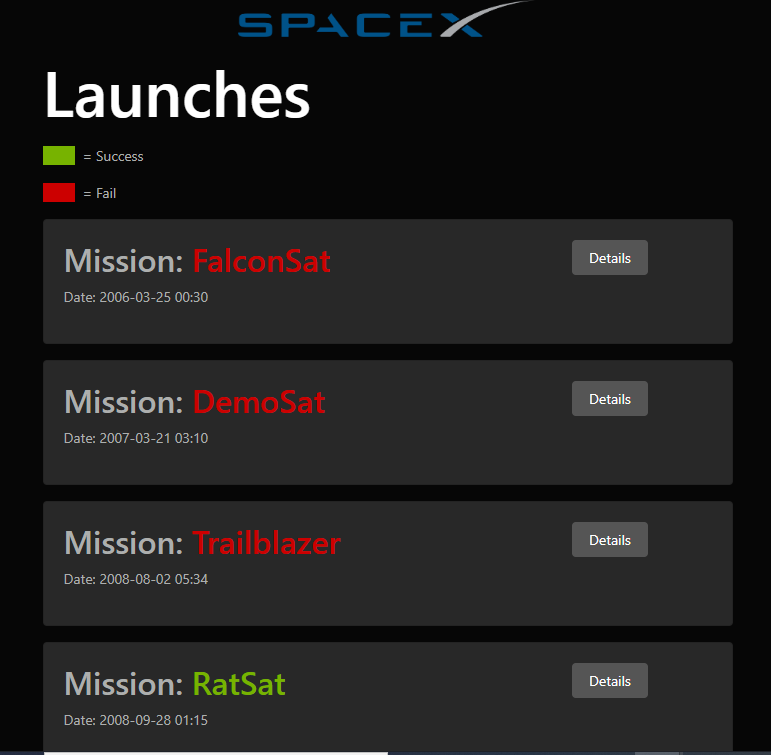 SPACEX
Launches
= Success
= Fail
Mission: FalconSat
Details
Date: 2006-03-25 00:30
Mission: DemoSat
Details
Date: 2007-03-21 03:10
Mission: Trailblazer
Details
Date: 2008-08-02 05:34
Mission: RatSat
Details
Date: 2008-09-28 01:15